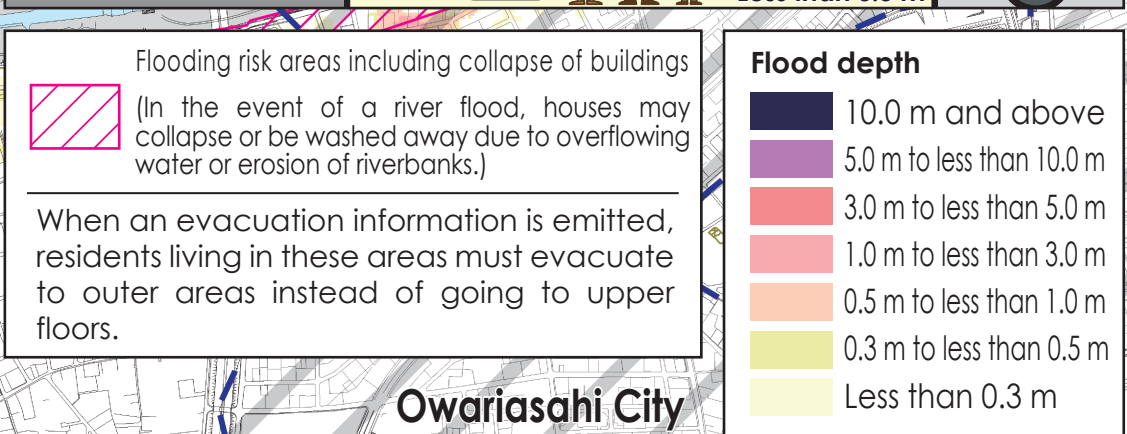 Flooding risk areas including collapse of buildings
(In the event of a river flood, houses may
collapse or be washed away due to overflowing
water or erosion of riverbanks.)
When an evacuation information is emitted,
residents living in these areas must evacuate
to outer areas instead of going to upper
floors.
Owariasahi City
Flood depth
10.0 m and above
5.0 m to less than 10.0 m
3.0 m to less than 5.0 m
1.0 m to less than 3.0 m
0.5 m to less than 1.0 m
0.3 m to less than 0.5 m
Less than 0.3 m